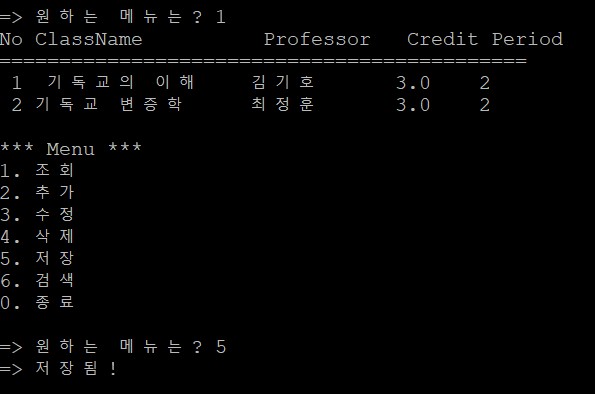 => 원하는 메뉴는? 1
No ClassName Professor Credit Period
============================================
1 기독교의 이해 김기호 3.0 2
2 기독교 변증학 최정훈 3.0 2
*** Menu ***
1. 조회
2. 추가
3. 수정
4. 삭제
5. 저장
6. 검색
0. 종료
=> 원하는 메뉴는? 5
=> 저장됨!